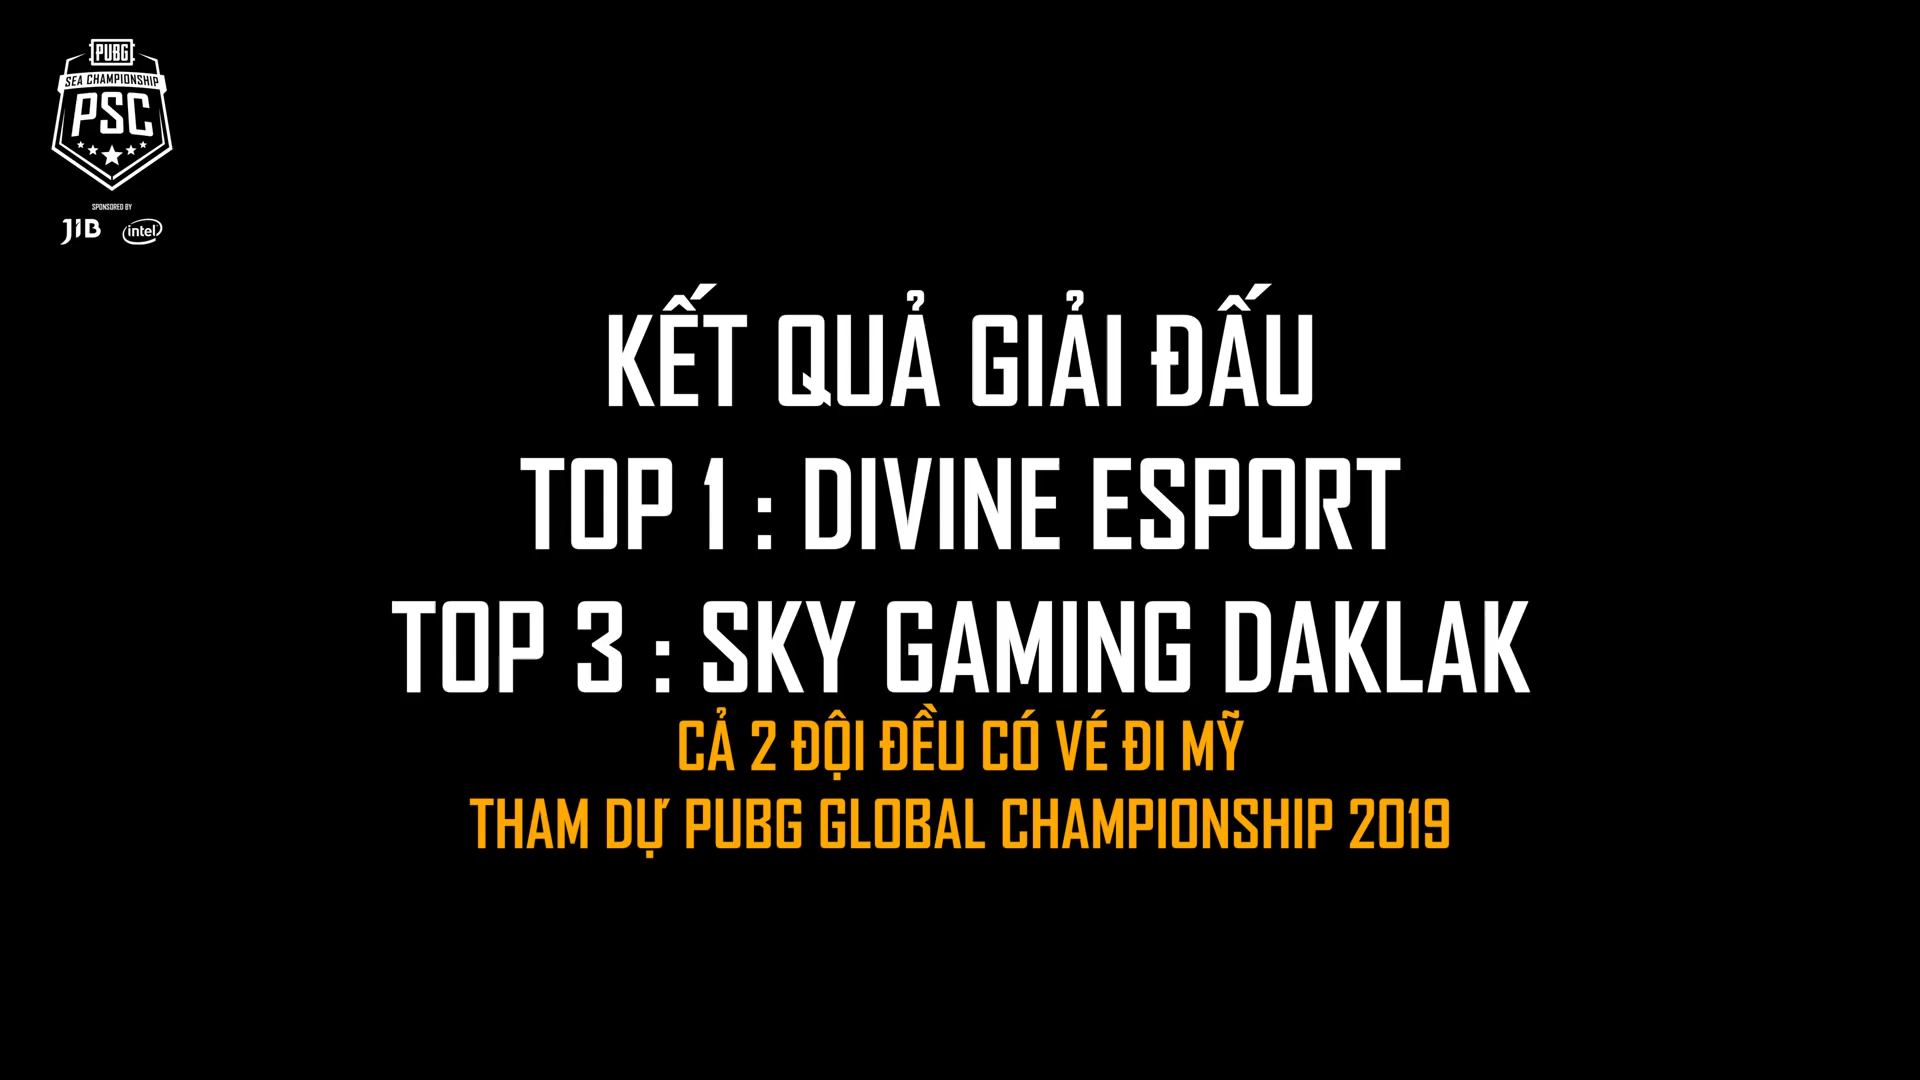 PUBG
SEA CHAMPIONSHIP
PSC
SPONSORED BY
JIB intel
KẾT QUẢ GIẢI ĐẤU
TOP 1 : DIVINE ESPORT
TOP 3 : SKY GAMING DAKLAK
CẢ 2 ĐỘI ĐỀU CÓ VÉ ĐI MỸ
THAM DỰ PUBG GLOBAL CHAMPIONSHIP 2019